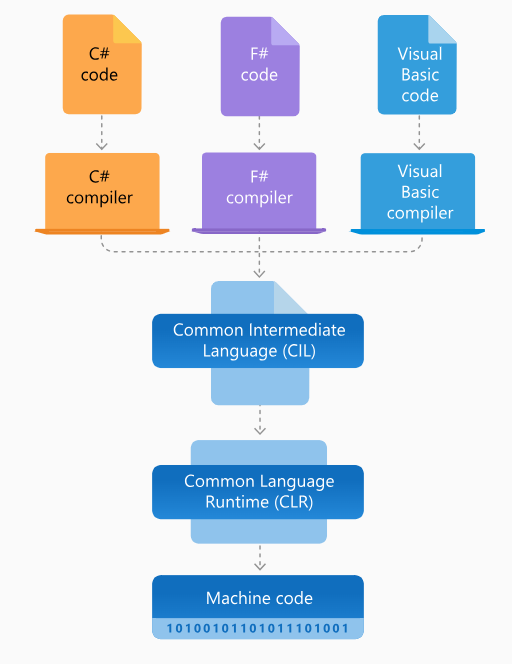 C#
code
F#
code
Visual
Basic
code
C#
compiler
F#
compiler
Visual
Basic
compiler
Common Intermediate
Language (CIL)
Common Language
Runtime (CLR)
Machine code
10100101101011101001